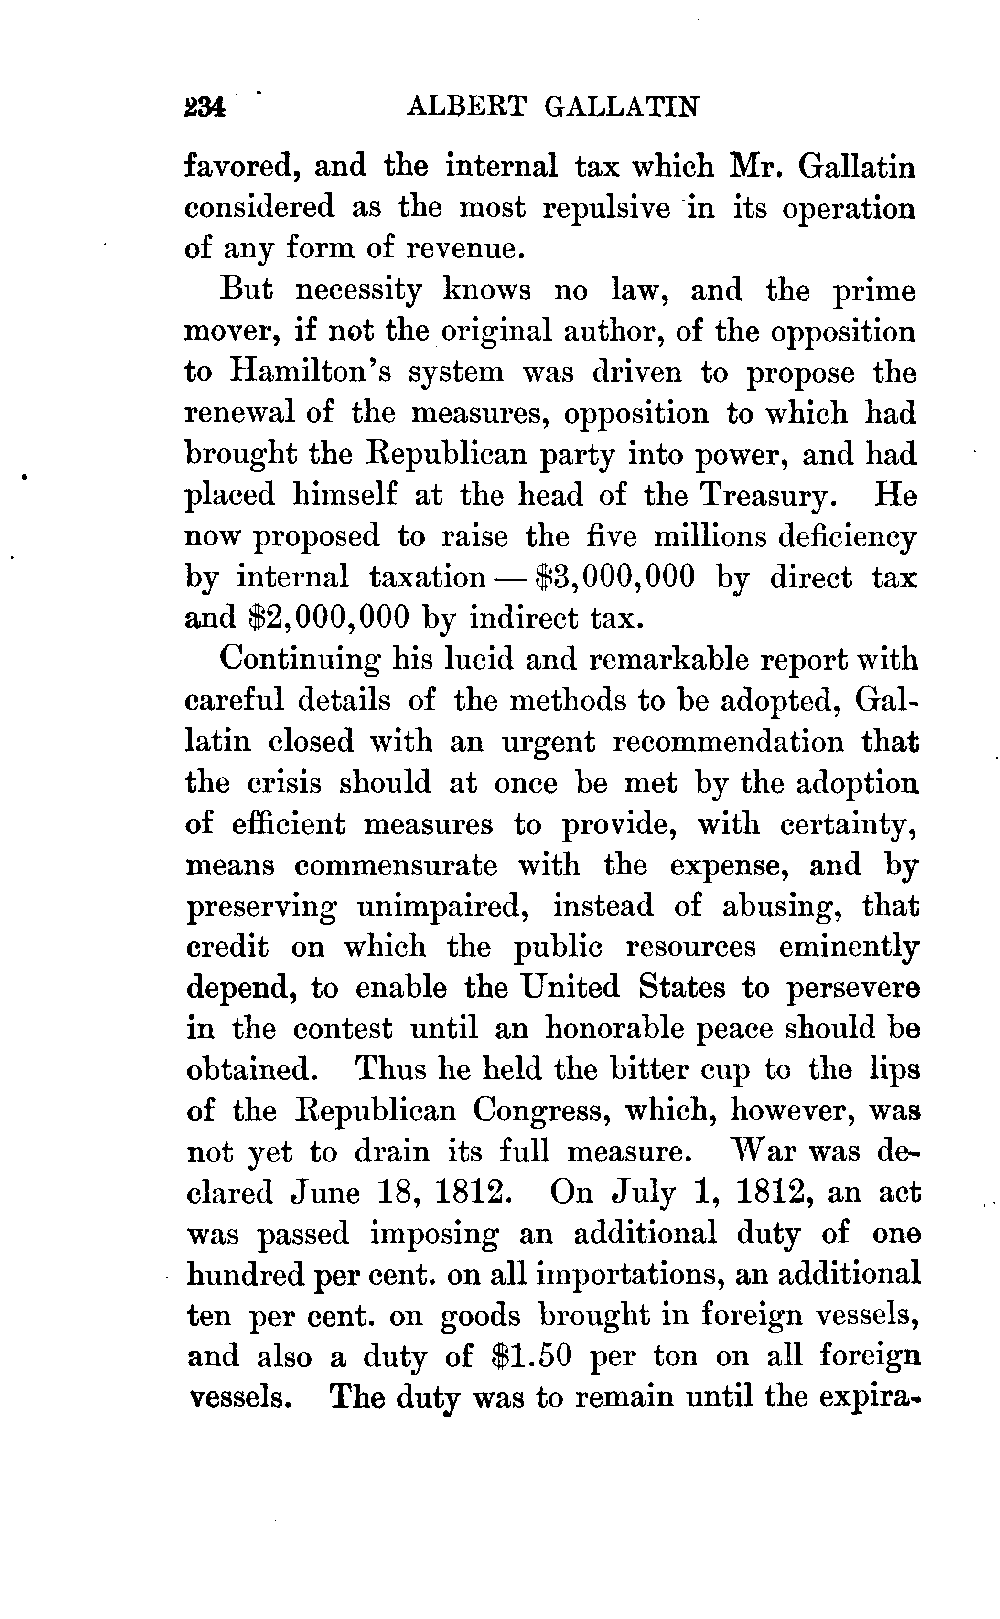 234 ALBERT GALLATIN
favored, and the internal tax which Mr. Gallatin
considered as the most repulsive in its operation
of any form of revenue.
But necessity knows no law, and the prime
mover, if not the original author, of the opposition
to Hamilton's system was driven to propose the
renewal of the measures, opposition to which had
brought the Republican party into power, and had
placed himself at the head of the Treasury. He
now proposed to raise the five millions deficiency
by internal taxation — $3,000,000 by direct tax
and $2,000,000 by indirect tax.
Continuing his lucid and remarkable report with
careful details of the methods to be adopted, Gal-
latin closed with an urgent recommendation that
the crisis should at once be met by the adoption
of efficient measures to provide, with certainty,
means commensurate with the expense, and by
preserving unimpaired, instead of abusing, that
credit on which the public resources eminently
depend, to enable the United States to persevere
in the contest until an honorable peace should be
obtained. Thus he held the bitter cup to the lips
of the Republican Congress, which, however, was
not yet to drain its full measure. War was de-
clared June 18, 1812. On July 1, 1812, an act
was passed imposing an additional duty of one
hundred per cent. on all importations, an additional
ten per cent. on goods brought in foreign vessels,
and also a duty of $1.50 per ton on all foreign
vessels. The duty was to remain until the expira-